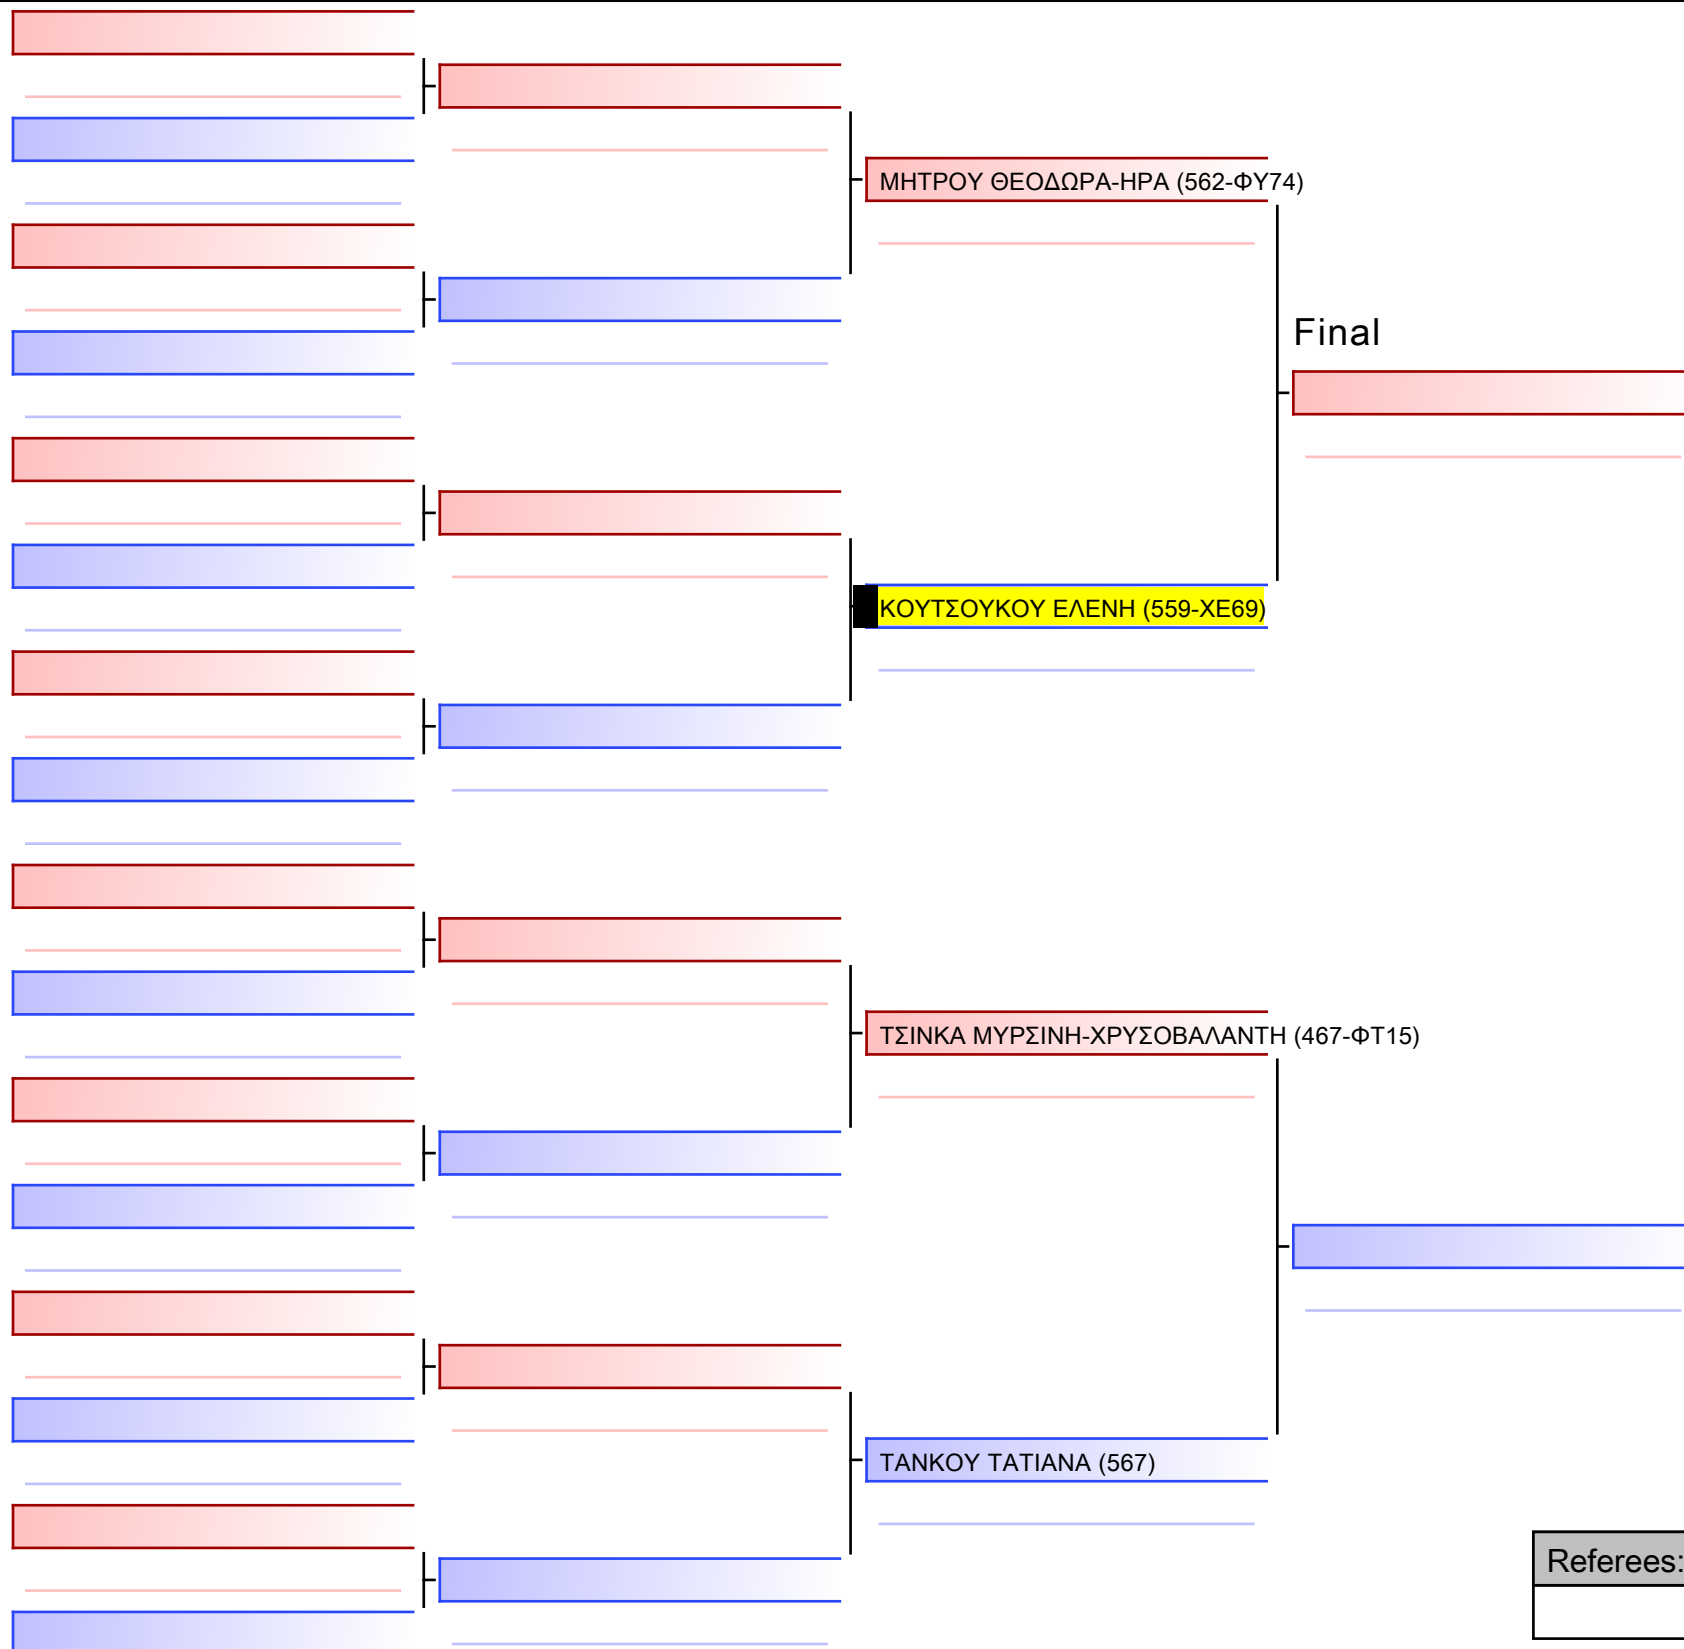 ΜΗΤΡΟΥ ΘΕΟΔΩΡΑ-ΗΡΑ (562-ΦΥ74)
Final
ΚΟΥΤΣΟΥΚΟΥ ΕΛΕΝΗ (559-ΧΕ69)
ΤΣΙΝΚΑ ΜΥΡΣΙΝΗ-ΧΡΥΣΟΒΑΛΑΝΤΗ (467-ΦΤ15)
ΤΑΝΚΟΥ ΤΑΤΙΑΝΑ (567)
Referees: